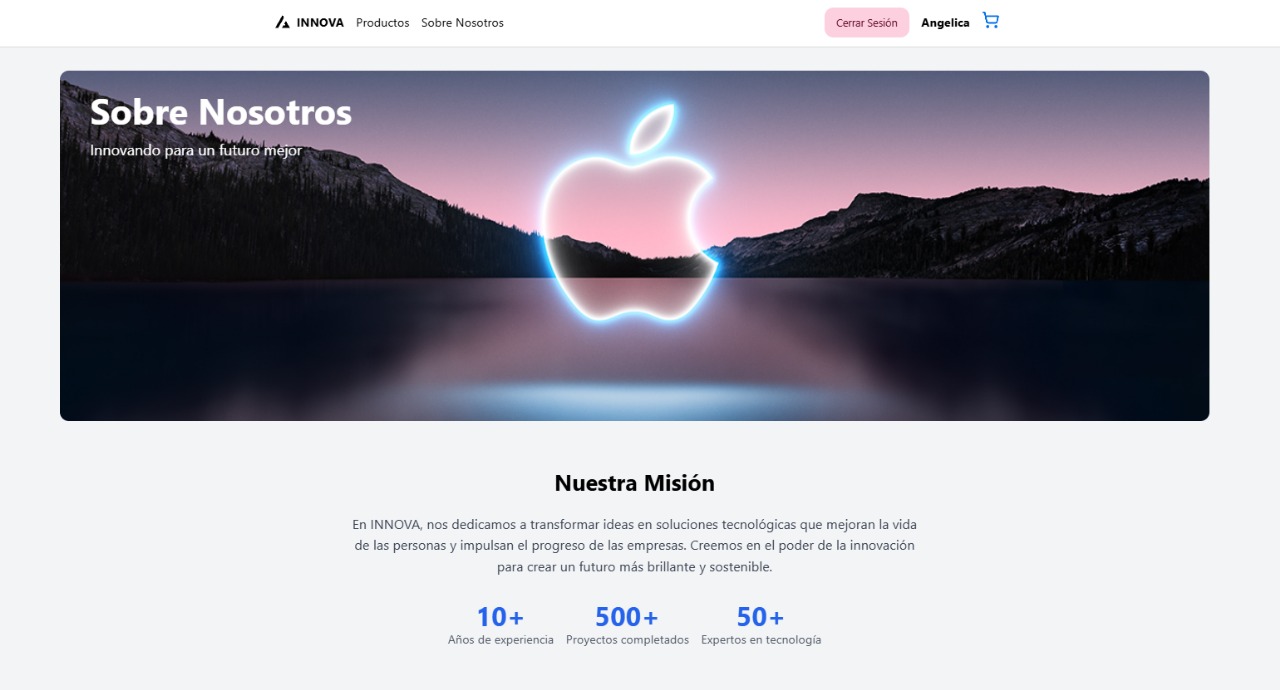 INNOVA Productos Sobre Nosotros Cerrar Sesión Angelica
Sobre Nosotros
Innovando para un futuro mejor
Nuestra Misión
En INNOVA, nos dedicamos a transformar ideas en soluciones tecnológicas que mejoran la vida
de las personas y impulsan el progreso de las empresas. Creemos en el poder de la innovación
para crear un futuro más brillante y sostenible.
10+ 500+ 50+
Años de experiencia Proyectos completados Expertos en tecnología